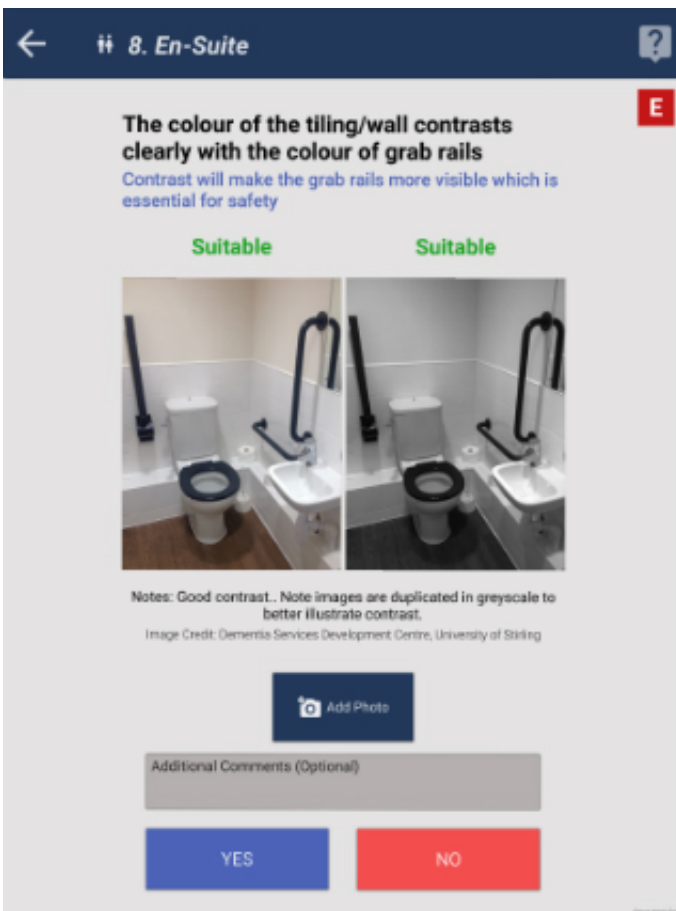 8. En-Suite
?
E
The colour of the tiling/wall contrasts
clearly with the colour of grab rails
Contrast will make the grab rails more visible which is
essential for safety
Suitable Suitable
Notes: Good contrast.. Note images are duplicated in greyscale to
better illustrate contrast.
Image Credit: Dementia Services Development Centre, University of Stirling
Add Photo
Additional Comments (Optional)
YES NO